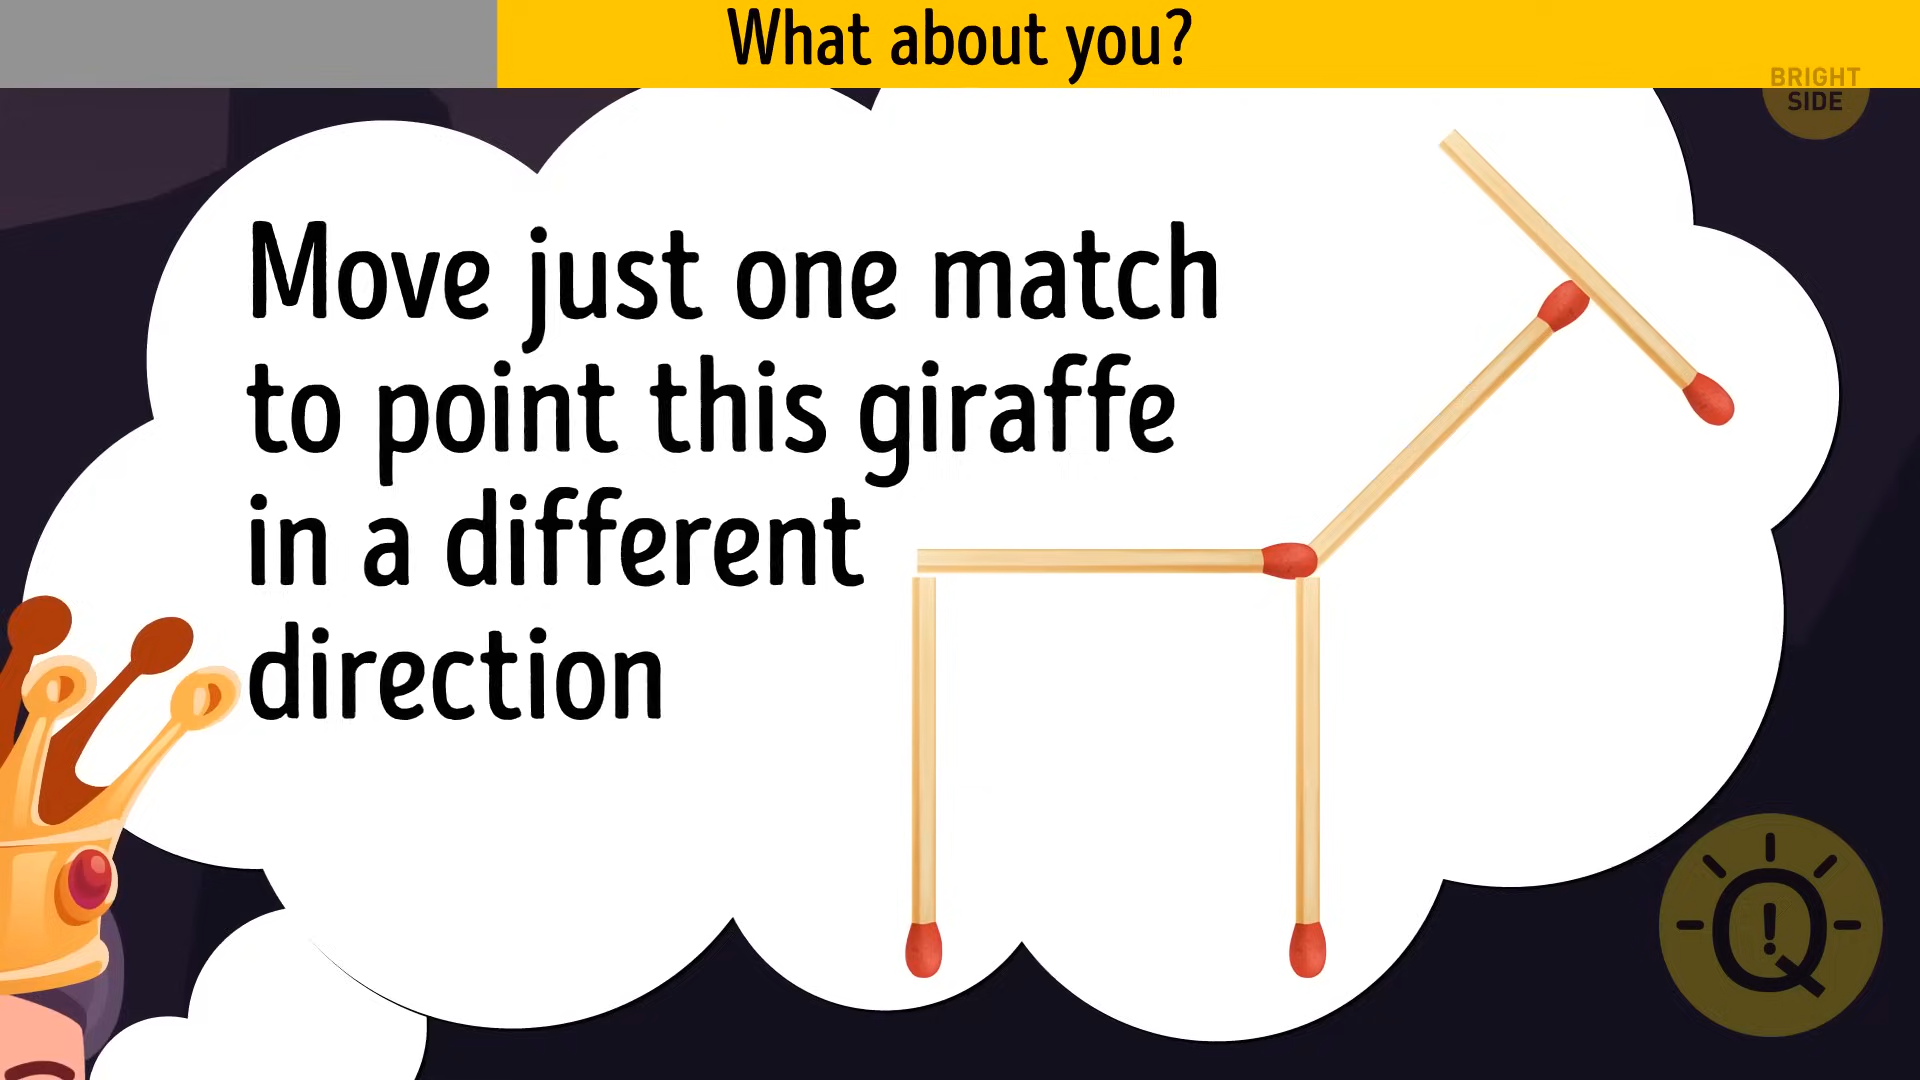 What about you?
BRIGHT
SIDE
Move just one match
to point this giraffe
in a different
direction
Q!